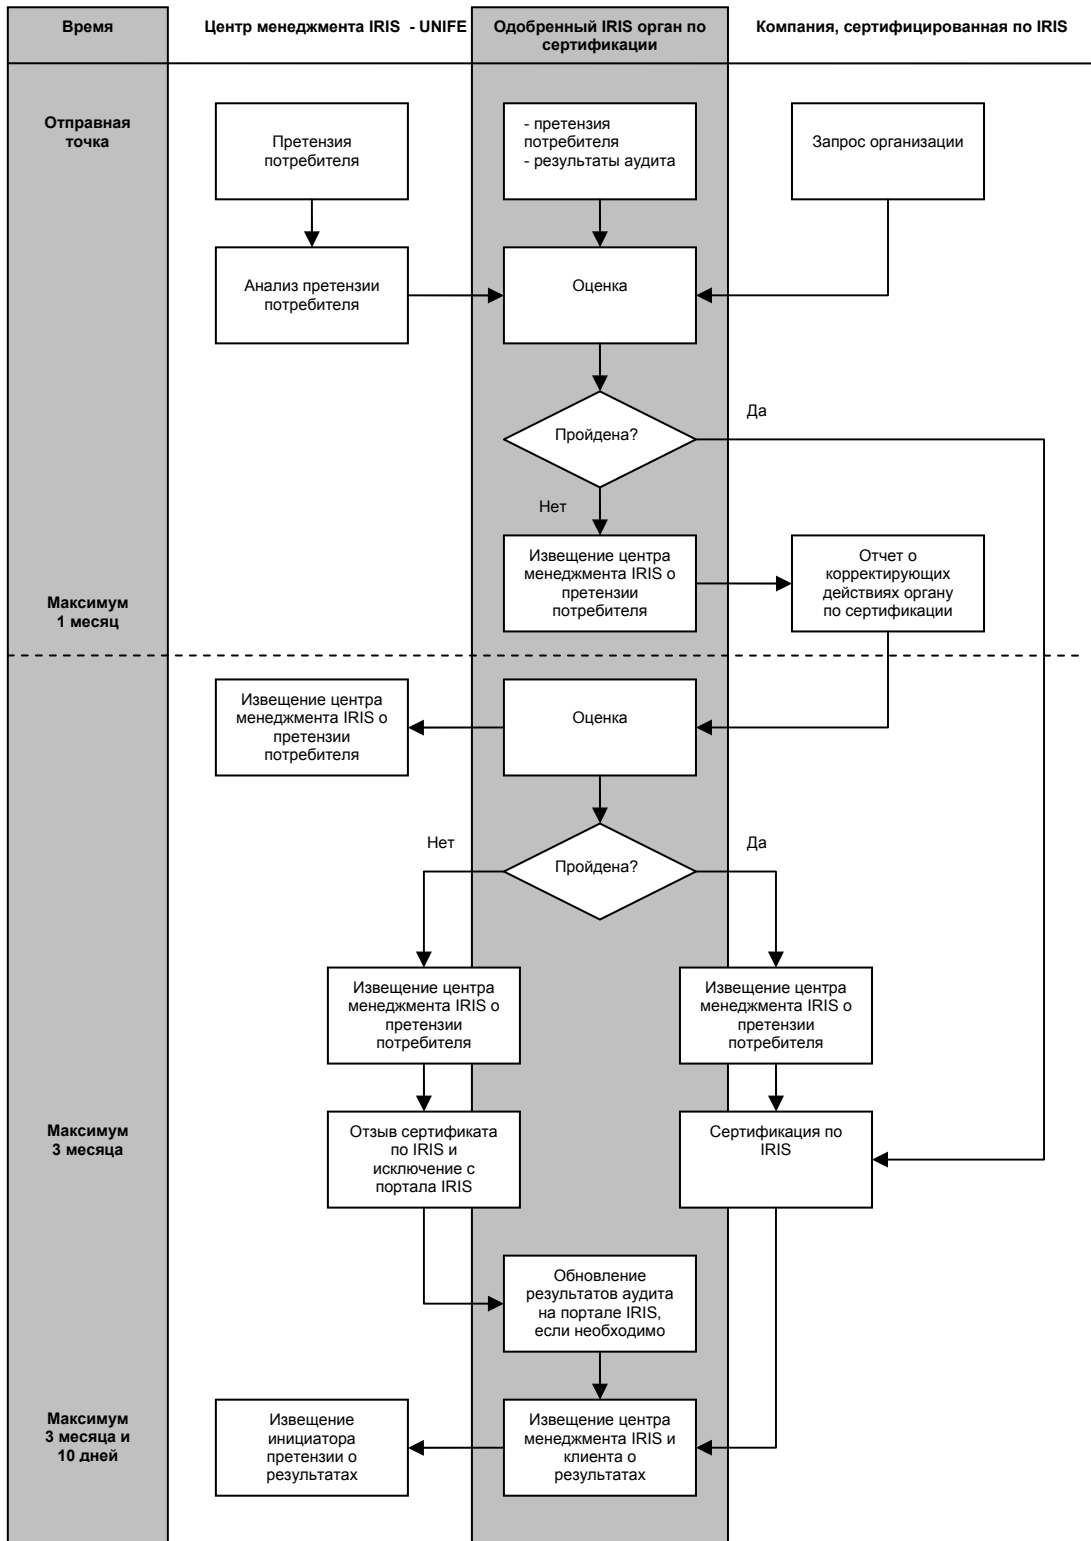 Время
Центр менеджмента IRIS - UNIFE
Одобренный IRIS орган по
сертификации
Компания, сертифицированная по IRIS
Отправная
точка
Претензия
потребителя
- претензия
потребителя
- результаты аудита
Запрос организации
Анализ претензии
потребителя
Оценка
Пройдена?
Да
Нет
Извещение центра
менеджмента IRIS о
претензии
потребителя
Отчет о
корректирующих
действиях органу
по сертификации
Максимум
1 месяц
Извещение центра
менеджмента IRIS о
претензии
потребителя
Оценка
Нет
Пройдена?
Да
Извещение центра
менеджмента IRIS о
претензии
потребителя
Извещение центра
менеджмента IRIS о
претензии
потребителя
Максимум
3 месяца
Отзыв сертификата
по IRIS и
исключение с
портала IRIS
Сертификация по
IRIS
Обновление
результатов аудита
на портале IRIS,
если необходимо
Максимум
3 месяца и
10 дней
Извещение
инициатора
претензии о
результатах
Извещение центра
менеджмента IRIS и
клиента о
результатах